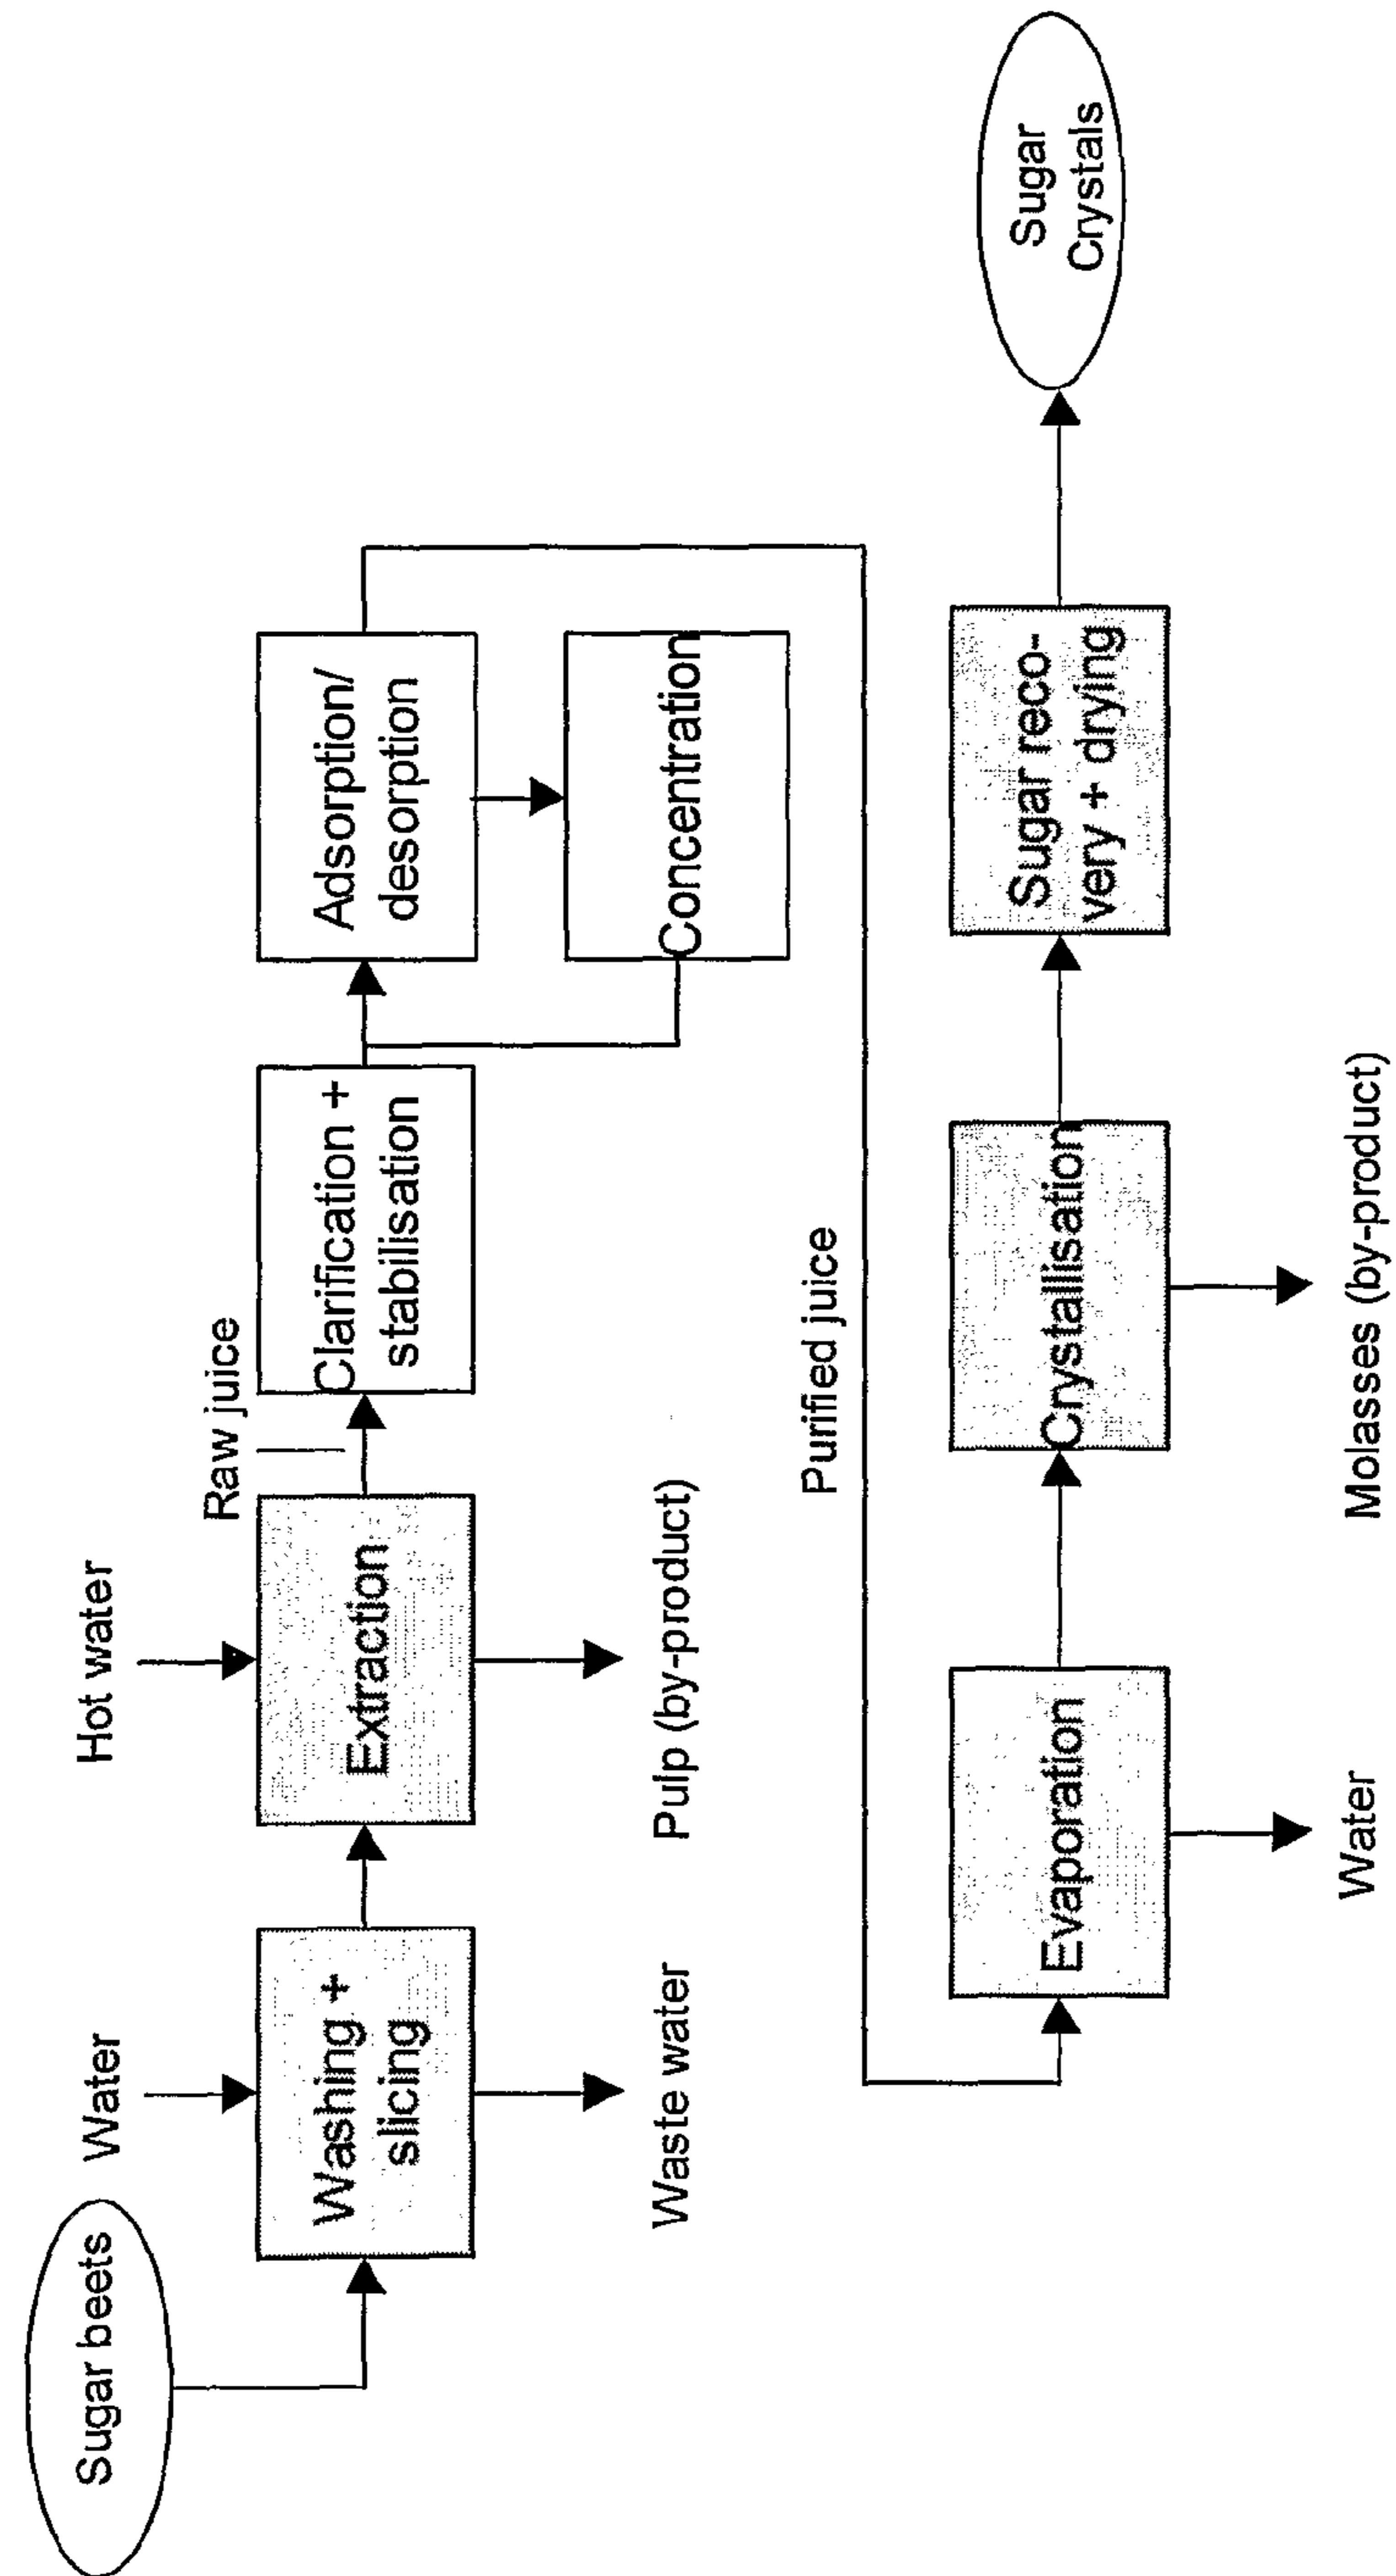 Sugar beets
Water
Washing +
slicing
Waste water
Hot water
Extraction
Pulp (by-product)
Raw juice
Clarification +
stabilisation
Adsorption/
desorption
Concentration
Purified juice
Evaporation
Water
Crystallisation
Molasses (by-product)
Sugar reco-
very + drying
Sugar
Crystals